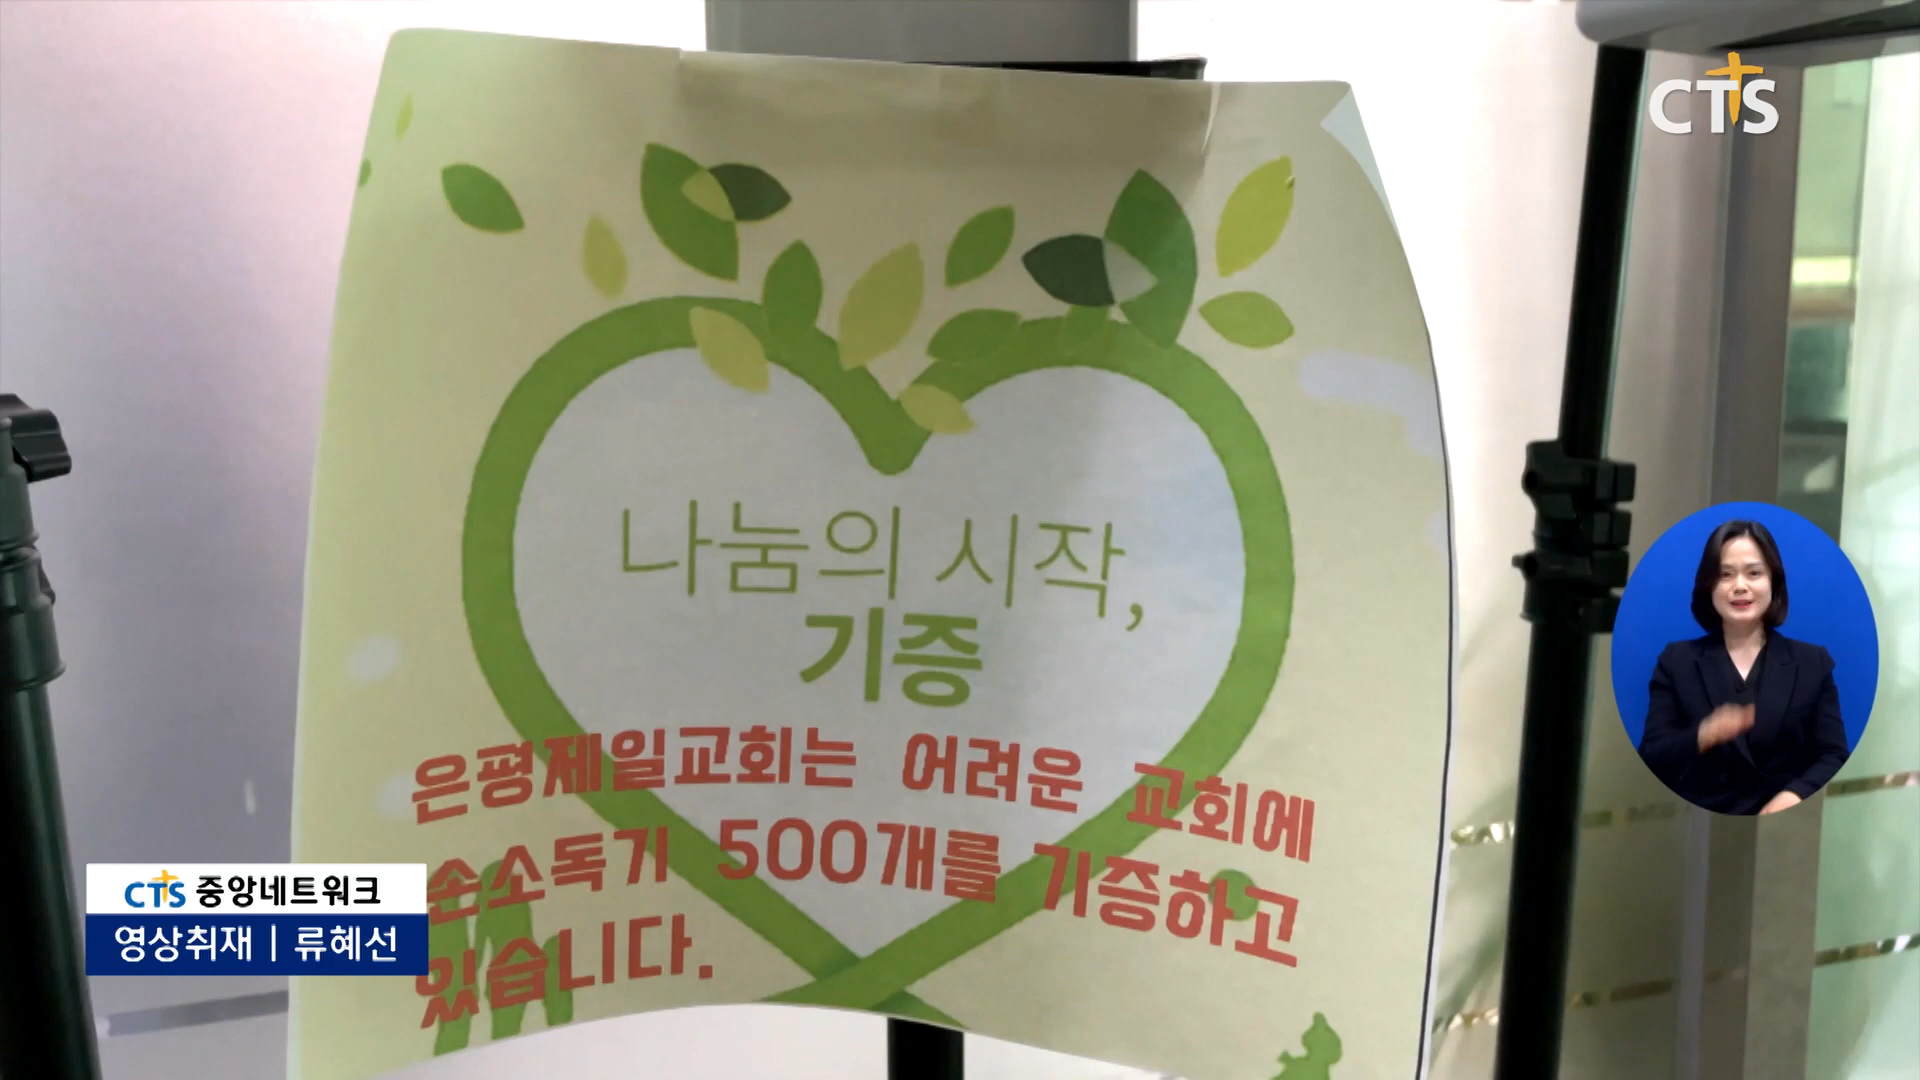 CTS
나눔의 시작,
기증
은평제일교회는 어려운 교회에
손소독기 500개를 기증하고
있습니다.
CTS 중앙네트워크
영상취재 | 류혜선